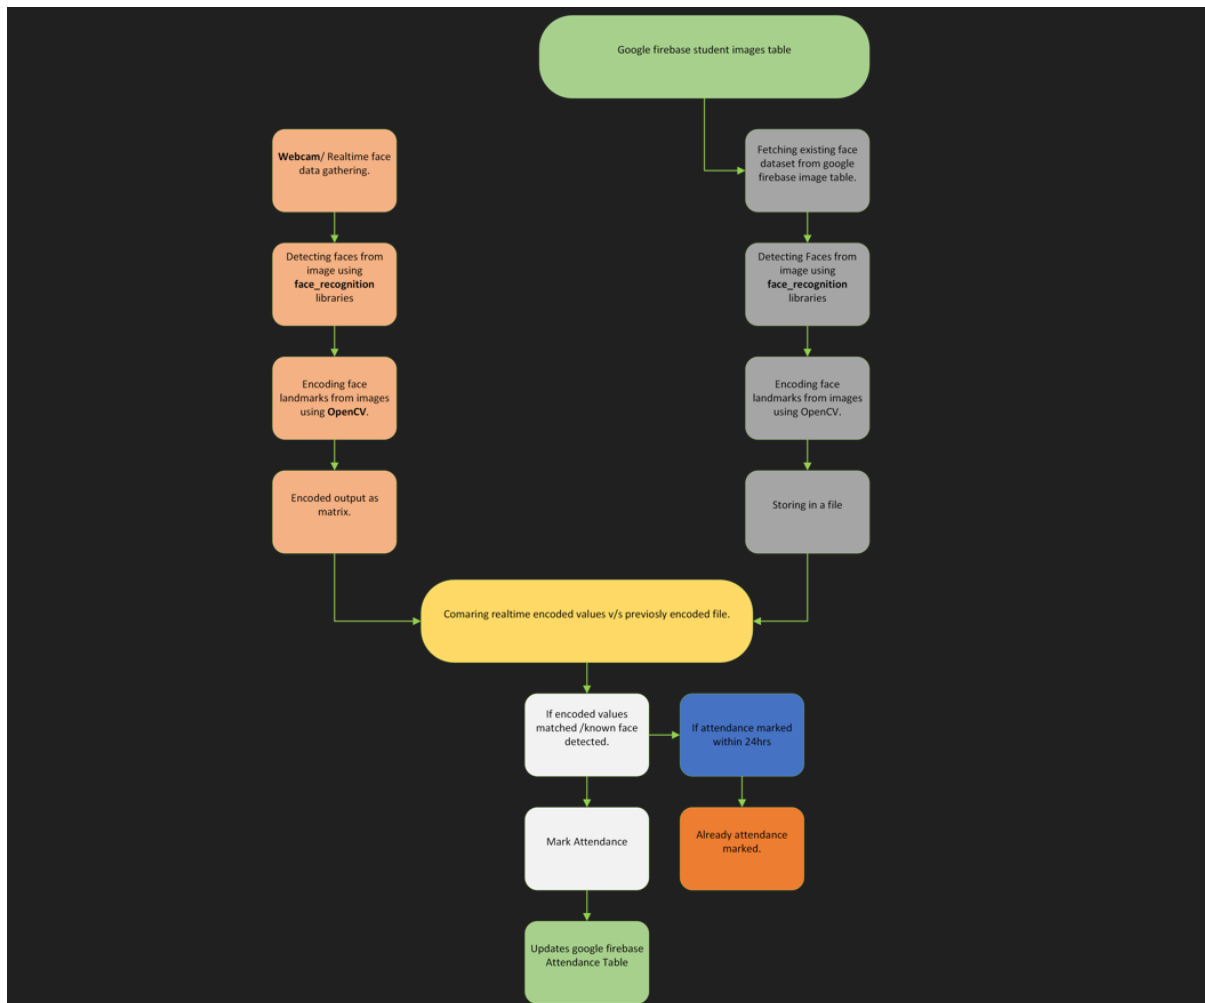 Google firebase student images table
Webcam/ Realtime face
data gathering.
Fetching existing face
dataset from google
firebase image table.
Detecting faces from
image using
face_recognition
libraries
Detecting Faces from
image using
face_recognition
libraries
Encoding face
landmarks from images
using OpenCV.
Encoding face
landmarks from images
using OpenCV.
Encoded output as
matrix.
Storing in a file
Comaring realtime encoded values v/s previosly encoded file.
If encoded values
matched /known face
detected.
If attendance marked
within 24hrs
Mark Attendance
Already attendance
marked.
Updates google firebase
Attendance Table